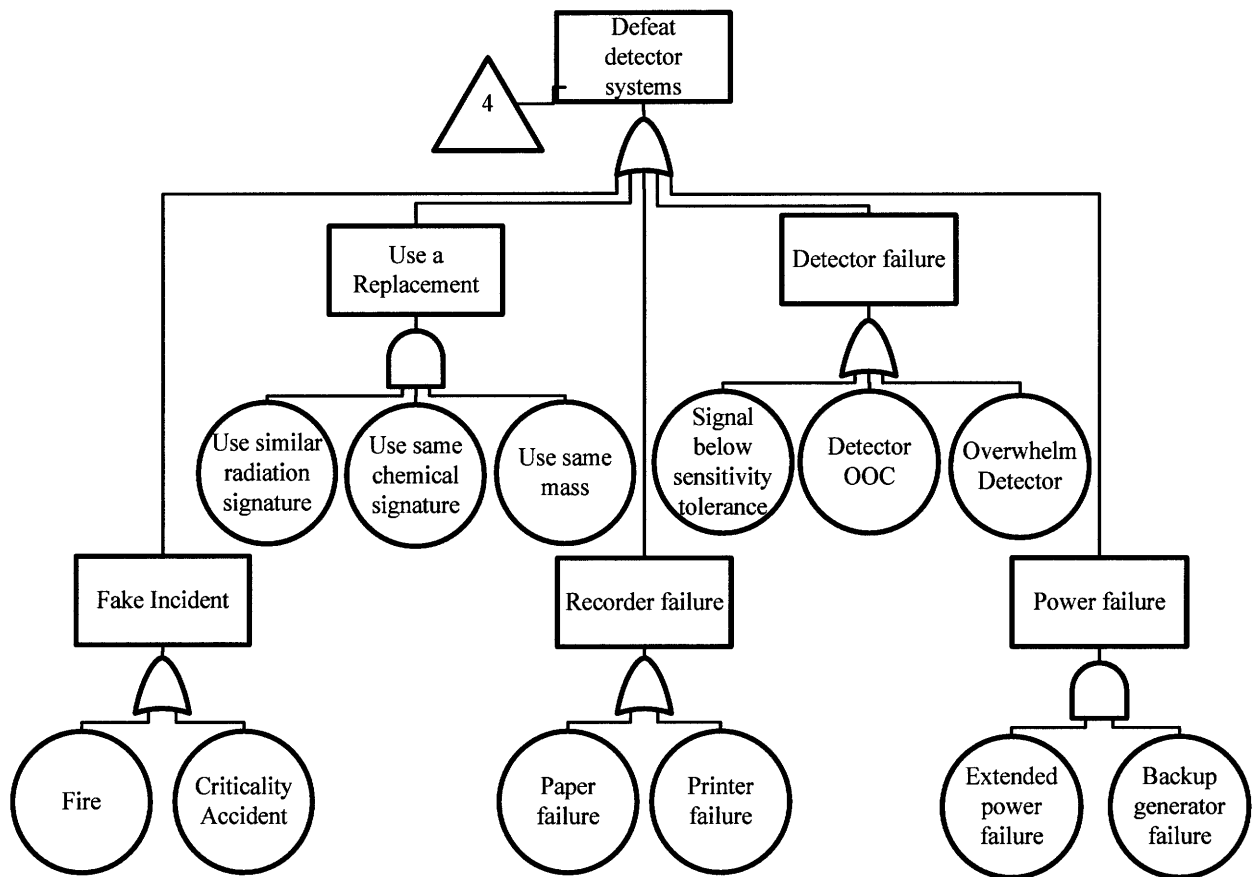 Defeat
detector
systems
4
Use a
Replacement
Detector failure
Use similar
radiation
signature
Use same
chemical
signature
Use same
mass
Signal
below
sensitivity
tolerance
Detector
OOC
Overwhelm
Detector
Fake Incident
Recorder failure
Power failure
Fire
Criticality
Accident
Paper
failure
Printer
failure
Extended
power
failure
Backup
generator
failure